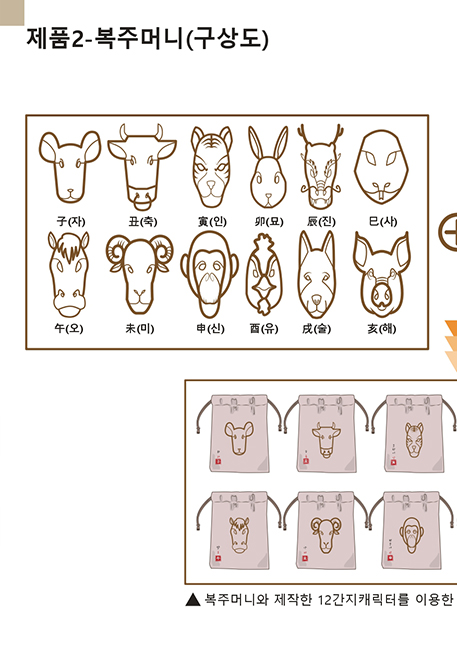 제품2-복주머니(구상도)
子(자) 丑(축) 寅(인) 卯(묘) 辰(진) 巳(사)
午(오) 未(미) 申(신) 酉(유) 戌(술) 亥(해)
▲ 복주머니와 제작한 12간지캐릭터를 이용한